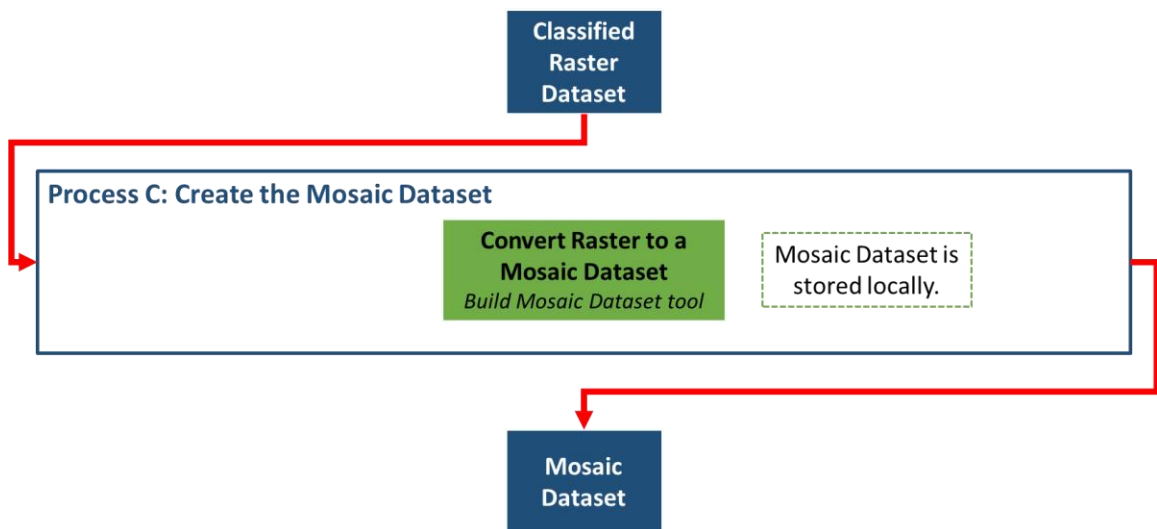 Classified
Raster
Dataset
Process C: Create the Mosaic Dataset
Convert Raster to a
Mosaic Dataset
Build Mosaic Dataset tool
Mosaic Dataset is
stored locally.
Mosaic
Dataset